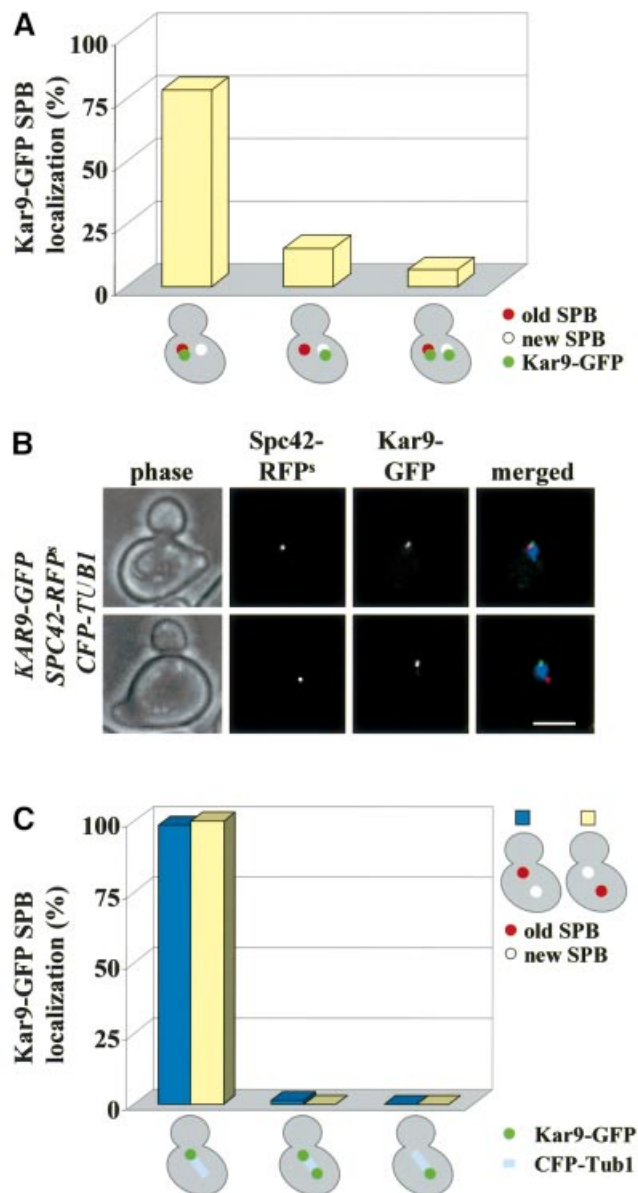 A
Kar9-GFP SPB
localization (%)
100
75
50
25
0
old SPB
new SPB
Kar9-GFP
B
Spc42-
RFPˢ
Kar9-
GFP
phase
merged
KAR9-GFP
SPC42-RFPˢ
CFP-TUB1
C
Kar9-GFP SPB
localization (%)
100
75
50
25
0
old SPB
new SPB
Kar9-GFP
CFP-Tub1